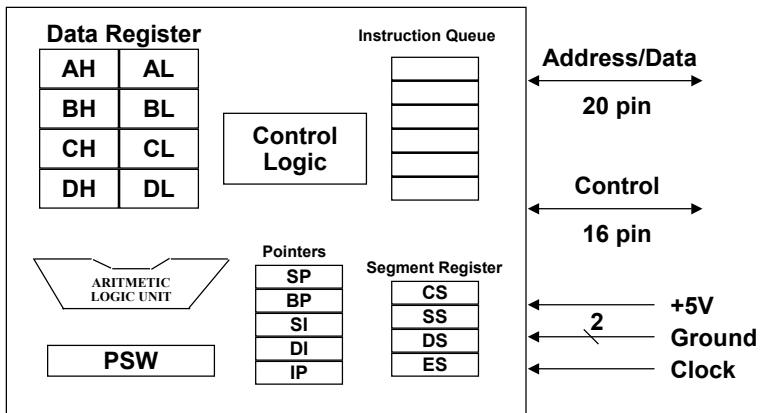 Data Register
AH AL
BH BL
CH CL
DH DL
Control
Logic
Instruction Queue
Address/Data
20 pin
Control
16 pin
ARITMETIC
LOGIC UNIT
PSW
Pointers
SP
BP
SI
DI
IP
Segment Register
CS
SS
DS
ES
+5V
2
Ground
Clock